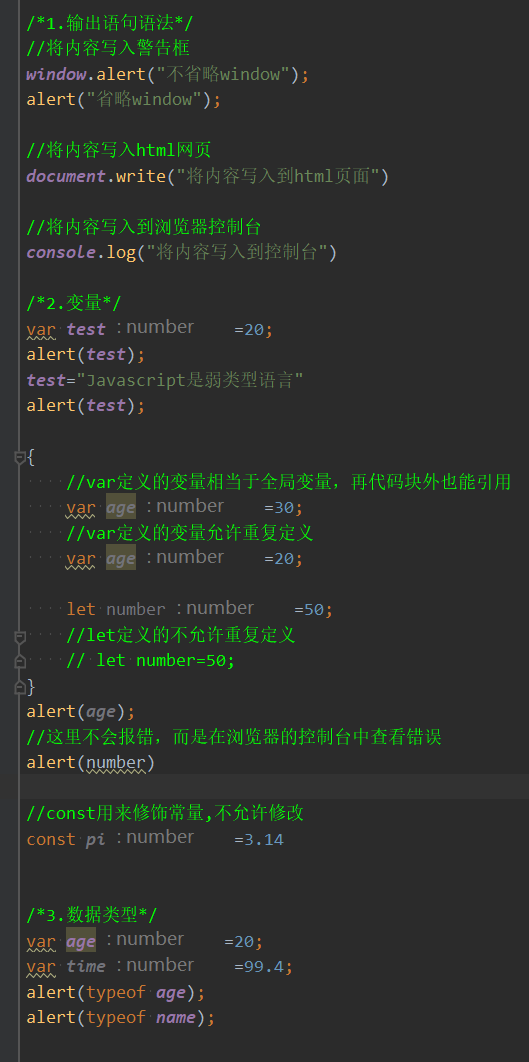 /*1.输出语句语法*/
//将内容写入警告框
window.alert("不省略window");
alert("省略window");
//将内容写入html网页
document.write("将内容写入到html页面")
//将内容写入到浏览器控制台
console.log("将内容写入到控制台")
/*2.变量*/
var test : number =20;
alert(test);
test="Javascript是弱类型语言"
alert(test);
{
//var定义的变量相当于全局变量，再代码块外也能引用
var age : number =30;
//var定义的变量允许重复定义
var age : number =20;
let number : number =50;
//let定义的不允许重复定义
// let number=50;
}
alert(age);
//这里不会报错，而是在浏览器的控制台中查看错误
alert(number)
//const用来修饰常量,不允许修改
const pi : number =3.14
/*3.数据类型*/
var age : number =20;
var time : number =99.4;
alert(typeof age);
alert(typeof name);